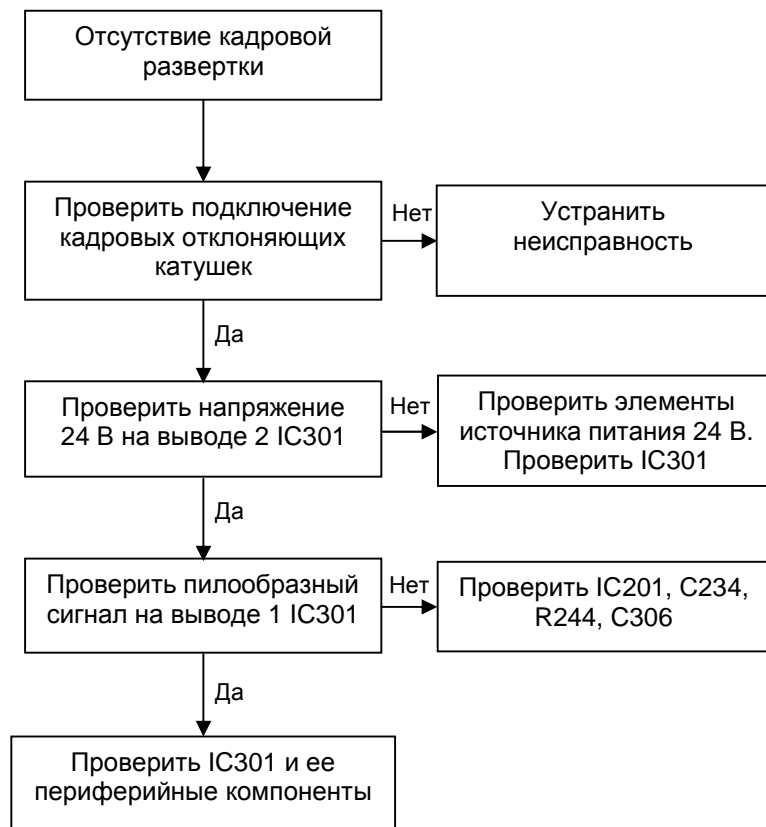 Отсутствие кадровой
развертки
Проверить подключение
кадровых отклоняющих
катушек
Нет
Устранить
неисправность
Да
Проверить напряжение
24 В на выводе 2 IC301
Нет
Проверить элементы
источника питания 24 В.
Проверить IC301
Да
Проверить пилообразный
сигнал на выводе 1 IC301
Нет
Проверить IC201, C234,
R244, C306
Да
Проверить IC301 и ее
периферийные компоненты